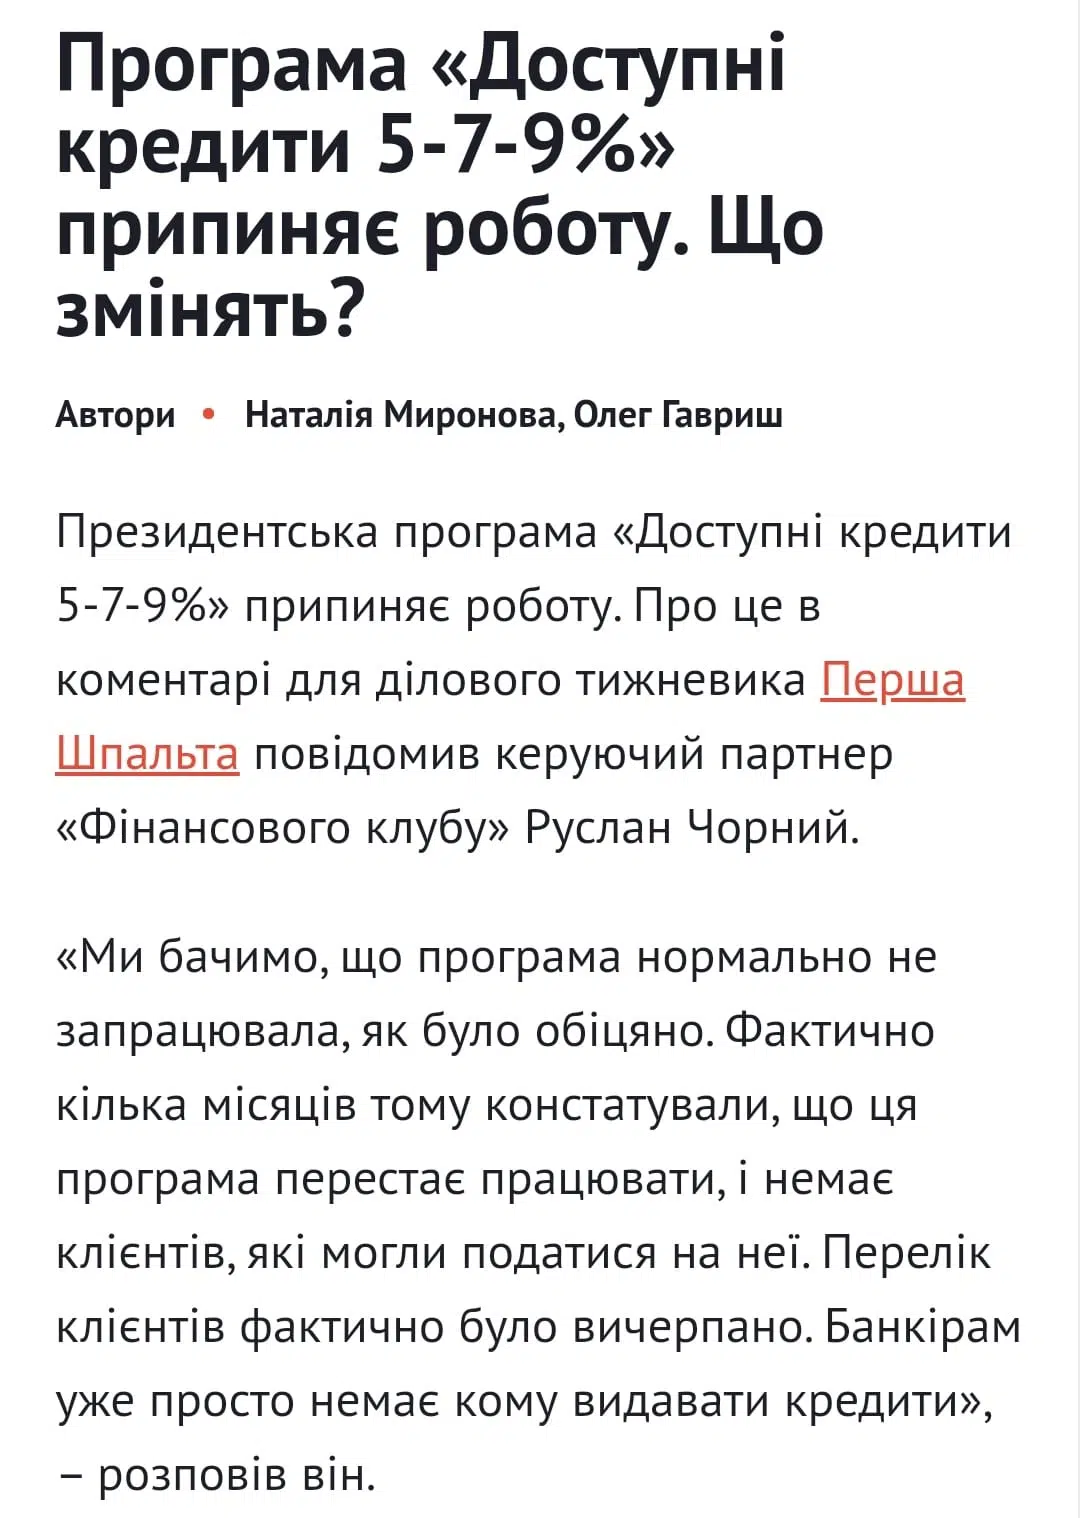 Програма «Доступні
кредити 5-7-9%»
припиняє роботу. Що
змінять?
Автори • Наталія Миронова, Олег Гавриш
Президентська програма «Доступні кредити
5-7-9%» припиняє роботу. Про це в
коментарі для ділового тижневика Перша
Шпальта повідомив керуючий партнер
«Фінансового клубу» Руслан Чорний.
«Ми бачимо, що програма нормально не
запрацювала, як було обіцяно. Фактично
кілька місяців тому констатували, що ця
програма перестає працювати, і немає
клієнтів, які могли податися на неї. Перелік
клієнтів фактично було вичерпано. Банкірам
уже просто немає кому видавати кредити»,
– розповів він.